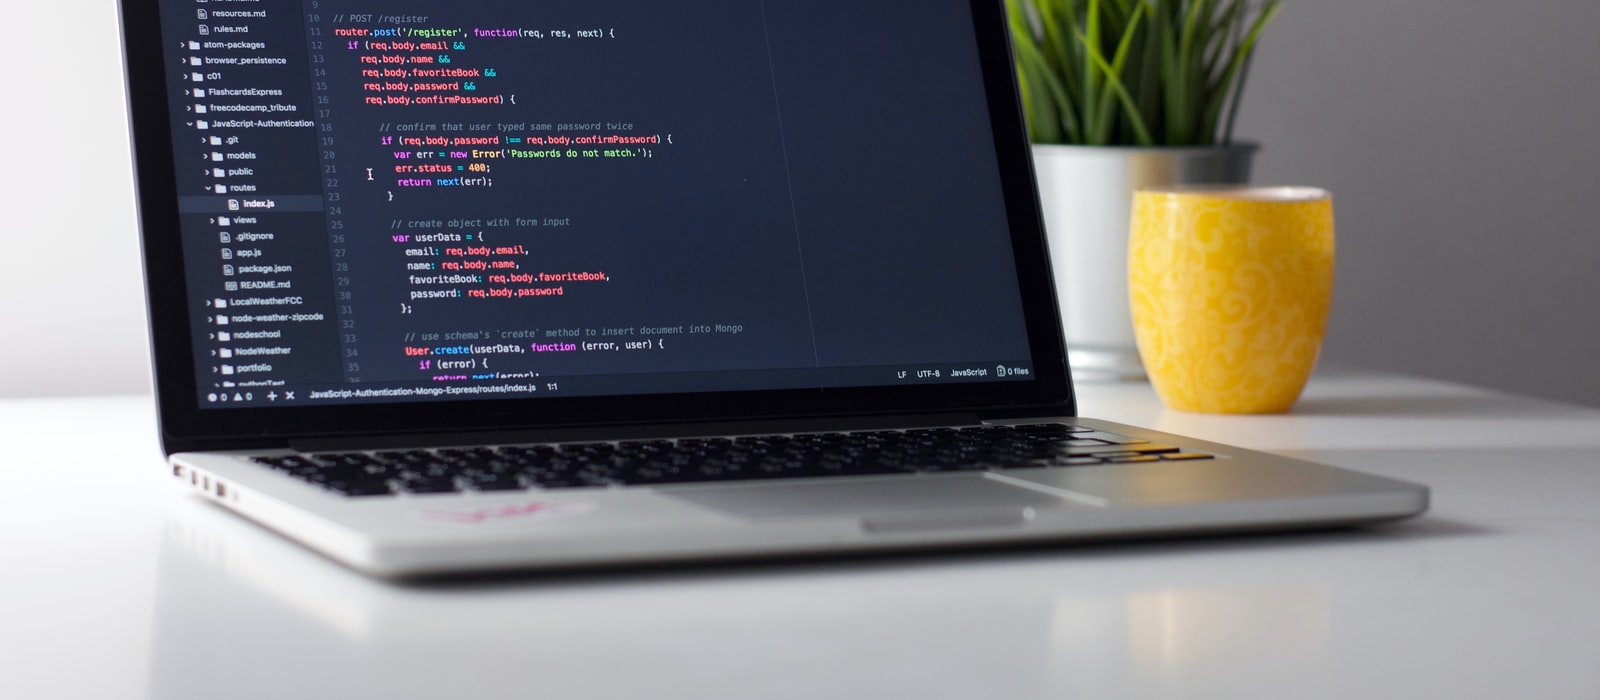 resources.md
rules.md
atom-packages
browser_persistence
c01
FlashcardsExpress
freecodecamp_tribute
JavaScript-Authentication
.git
models
public
routes
index.js
views
.gitignore
app.js
package.json
README.md
LocalWeatherFCC
node-weather-zipcode
nodeschool
NodeWeather
portfolio
pythonTest
9
10 // POST /register
11 router.post('/register', function(req, res, next) {
12 if (req.body.email &&
13 req.body.name &&
14 req.body.favoriteBook &&
15 req.body.password &&
16 req.body.confirmPassword) {
17
18 // confirm that user typed same password twice
19 if (req.body.password !== req.body.confirmPassword) {
20 var err = new Error('Passwords do not match.');
21 err.status = 400;
22 return next(err);
23 }
24
25 // create object with form input
26 var userData = {
27 email: req.body.email,
28 name: req.body.name,
29 favoriteBook: req.body.favoriteBook,
30 password: req.body.password
31 };
32
33 // use schema's `create` method to insert document into Mongo
34 User.create(userData, function (error, user) {
35 if (error) {
36 return next(error);
0 0 JavaScript-Authentication-Mongo-Express/routes/index.js 1:1 LF UTF-8 JavaScript 0 files